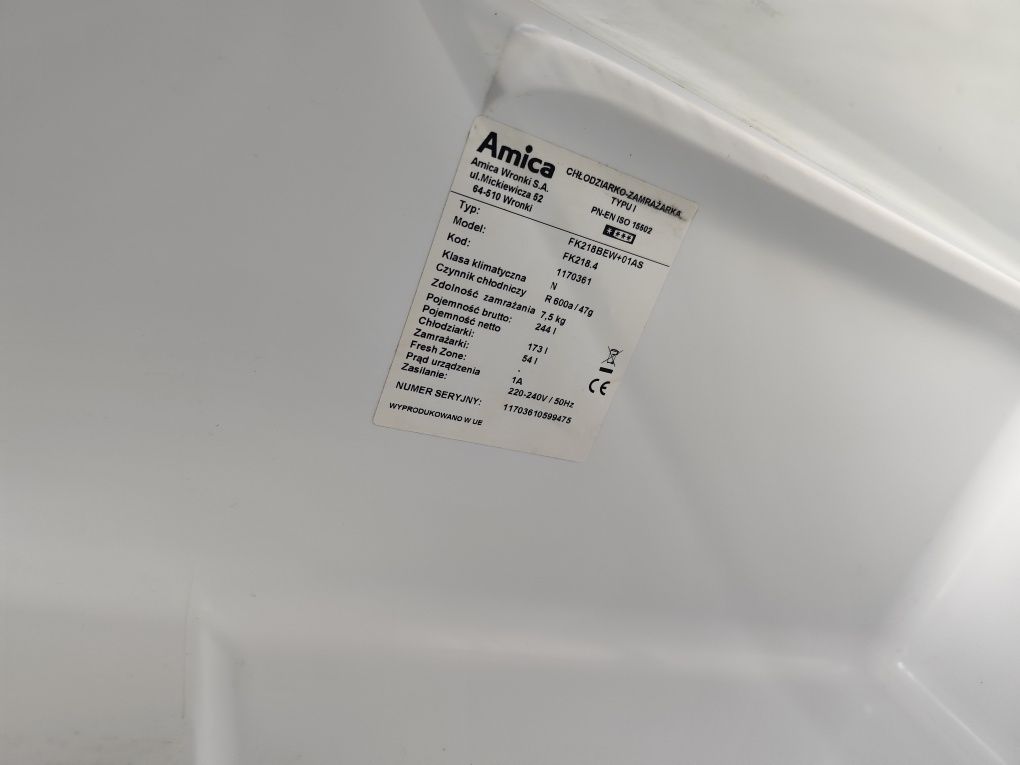 Amica
Amica Wronki S.A.
ul.Mickiewicza 52
64-510 Wronki
CHŁODZIARKO-ZAMRAŻARKA
TYPU I
PN-EN ISO 15502
Typ: FK218BEW+01AS
Model: FK218.4
Kod: 1170361
Klasa klimatyczna N
Czynnik chłodniczy R 600a / 47g
Zdolność zamrażania 7,5 kg
Pojemność brutto: 244 l
Pojemność netto
Chłodziarki: 173 l
Zamrażarki: 54 l
Fresh Zone: -
Prąd urządzenia 1A
Zasilanie: 220-240V / 50Hz
NUMER SERYJNY: 11703610599475
WYPRODUKOWANO W UE
CE